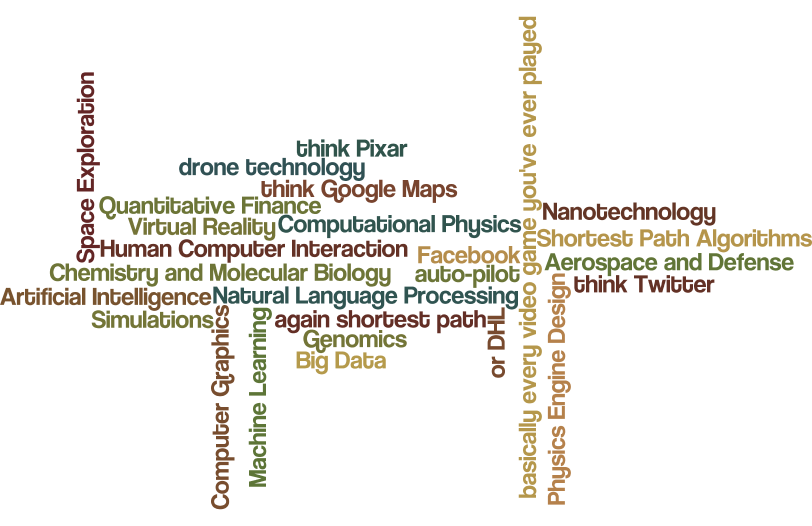 basically every video game you've ever played
Space Exploration
think Pixar
drone technology
think Google Maps
Quantitative Finance
Nanotechnology
Virtual Reality
Computational Physics
Shortest Path Algorithms
Human Computer Interaction
Facebook
Aerospace and Defense
Chemistry and Molecular Biology
auto-pilot
think Twitter
Artificial Intelligence
Natural Language Processing
Simulations
again shortest path
Genomics
Big Data
or DHL
Computer Graphics
Machine Learning
Physics Engine Design